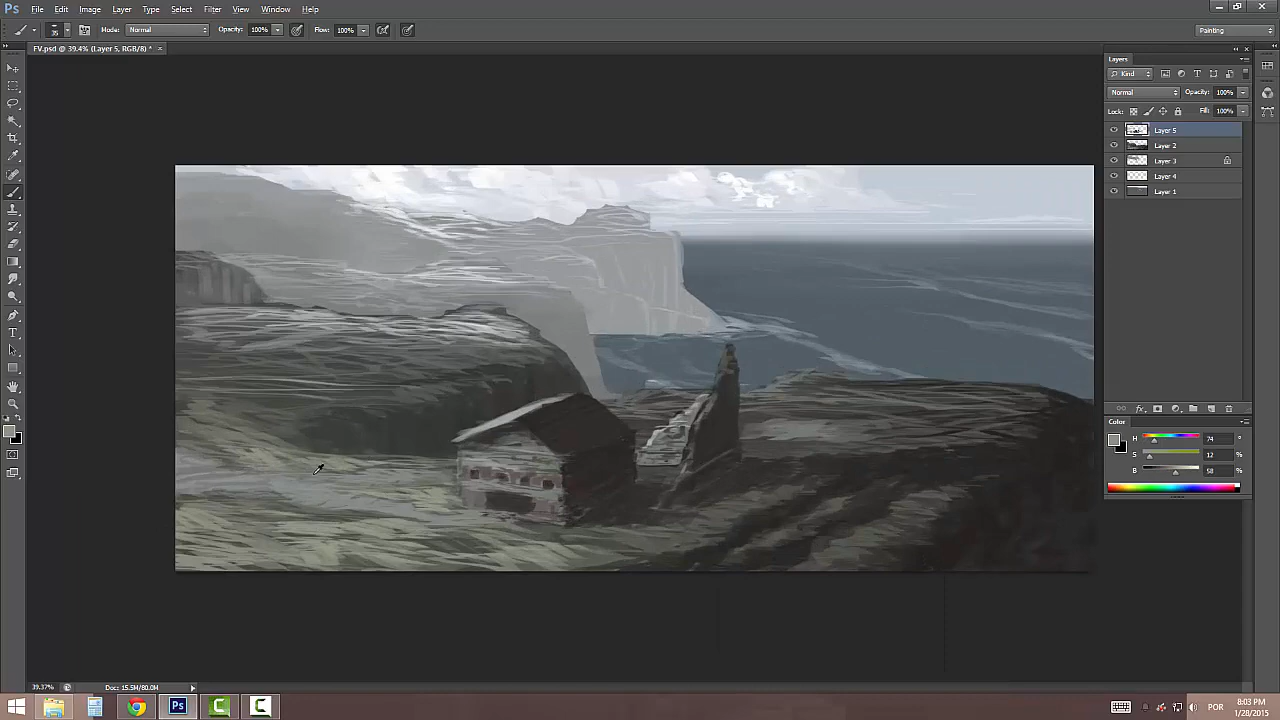 Ps File Edit Image Layer Type Select Filter View Window Help
35 Mode: Normal Opacity: 100% Flow: 100% Painting
FV.psd @ 39.4% (Layer 5, RGB/8) * ×
Layers
Kind
Normal Opacity: 100%
Lock: Fill: 100%
Layer 5
Layer 2
Layer 3
Layer 4
Layer 1
Color
H 74 °
S 12 %
B 58 %
39.37% Doc: 15.5M/80.0M
Ps POR 8:03 PM
1/28/2015